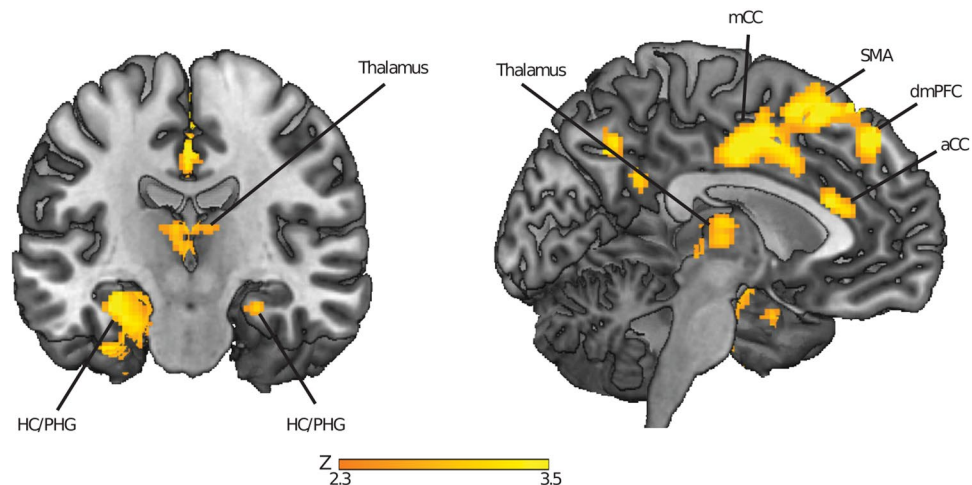 mCC
SMA
Thalamus
Thalamus
dmPFC
aCC
HC/PHG
HC/PHG
Z
2.3
3.5